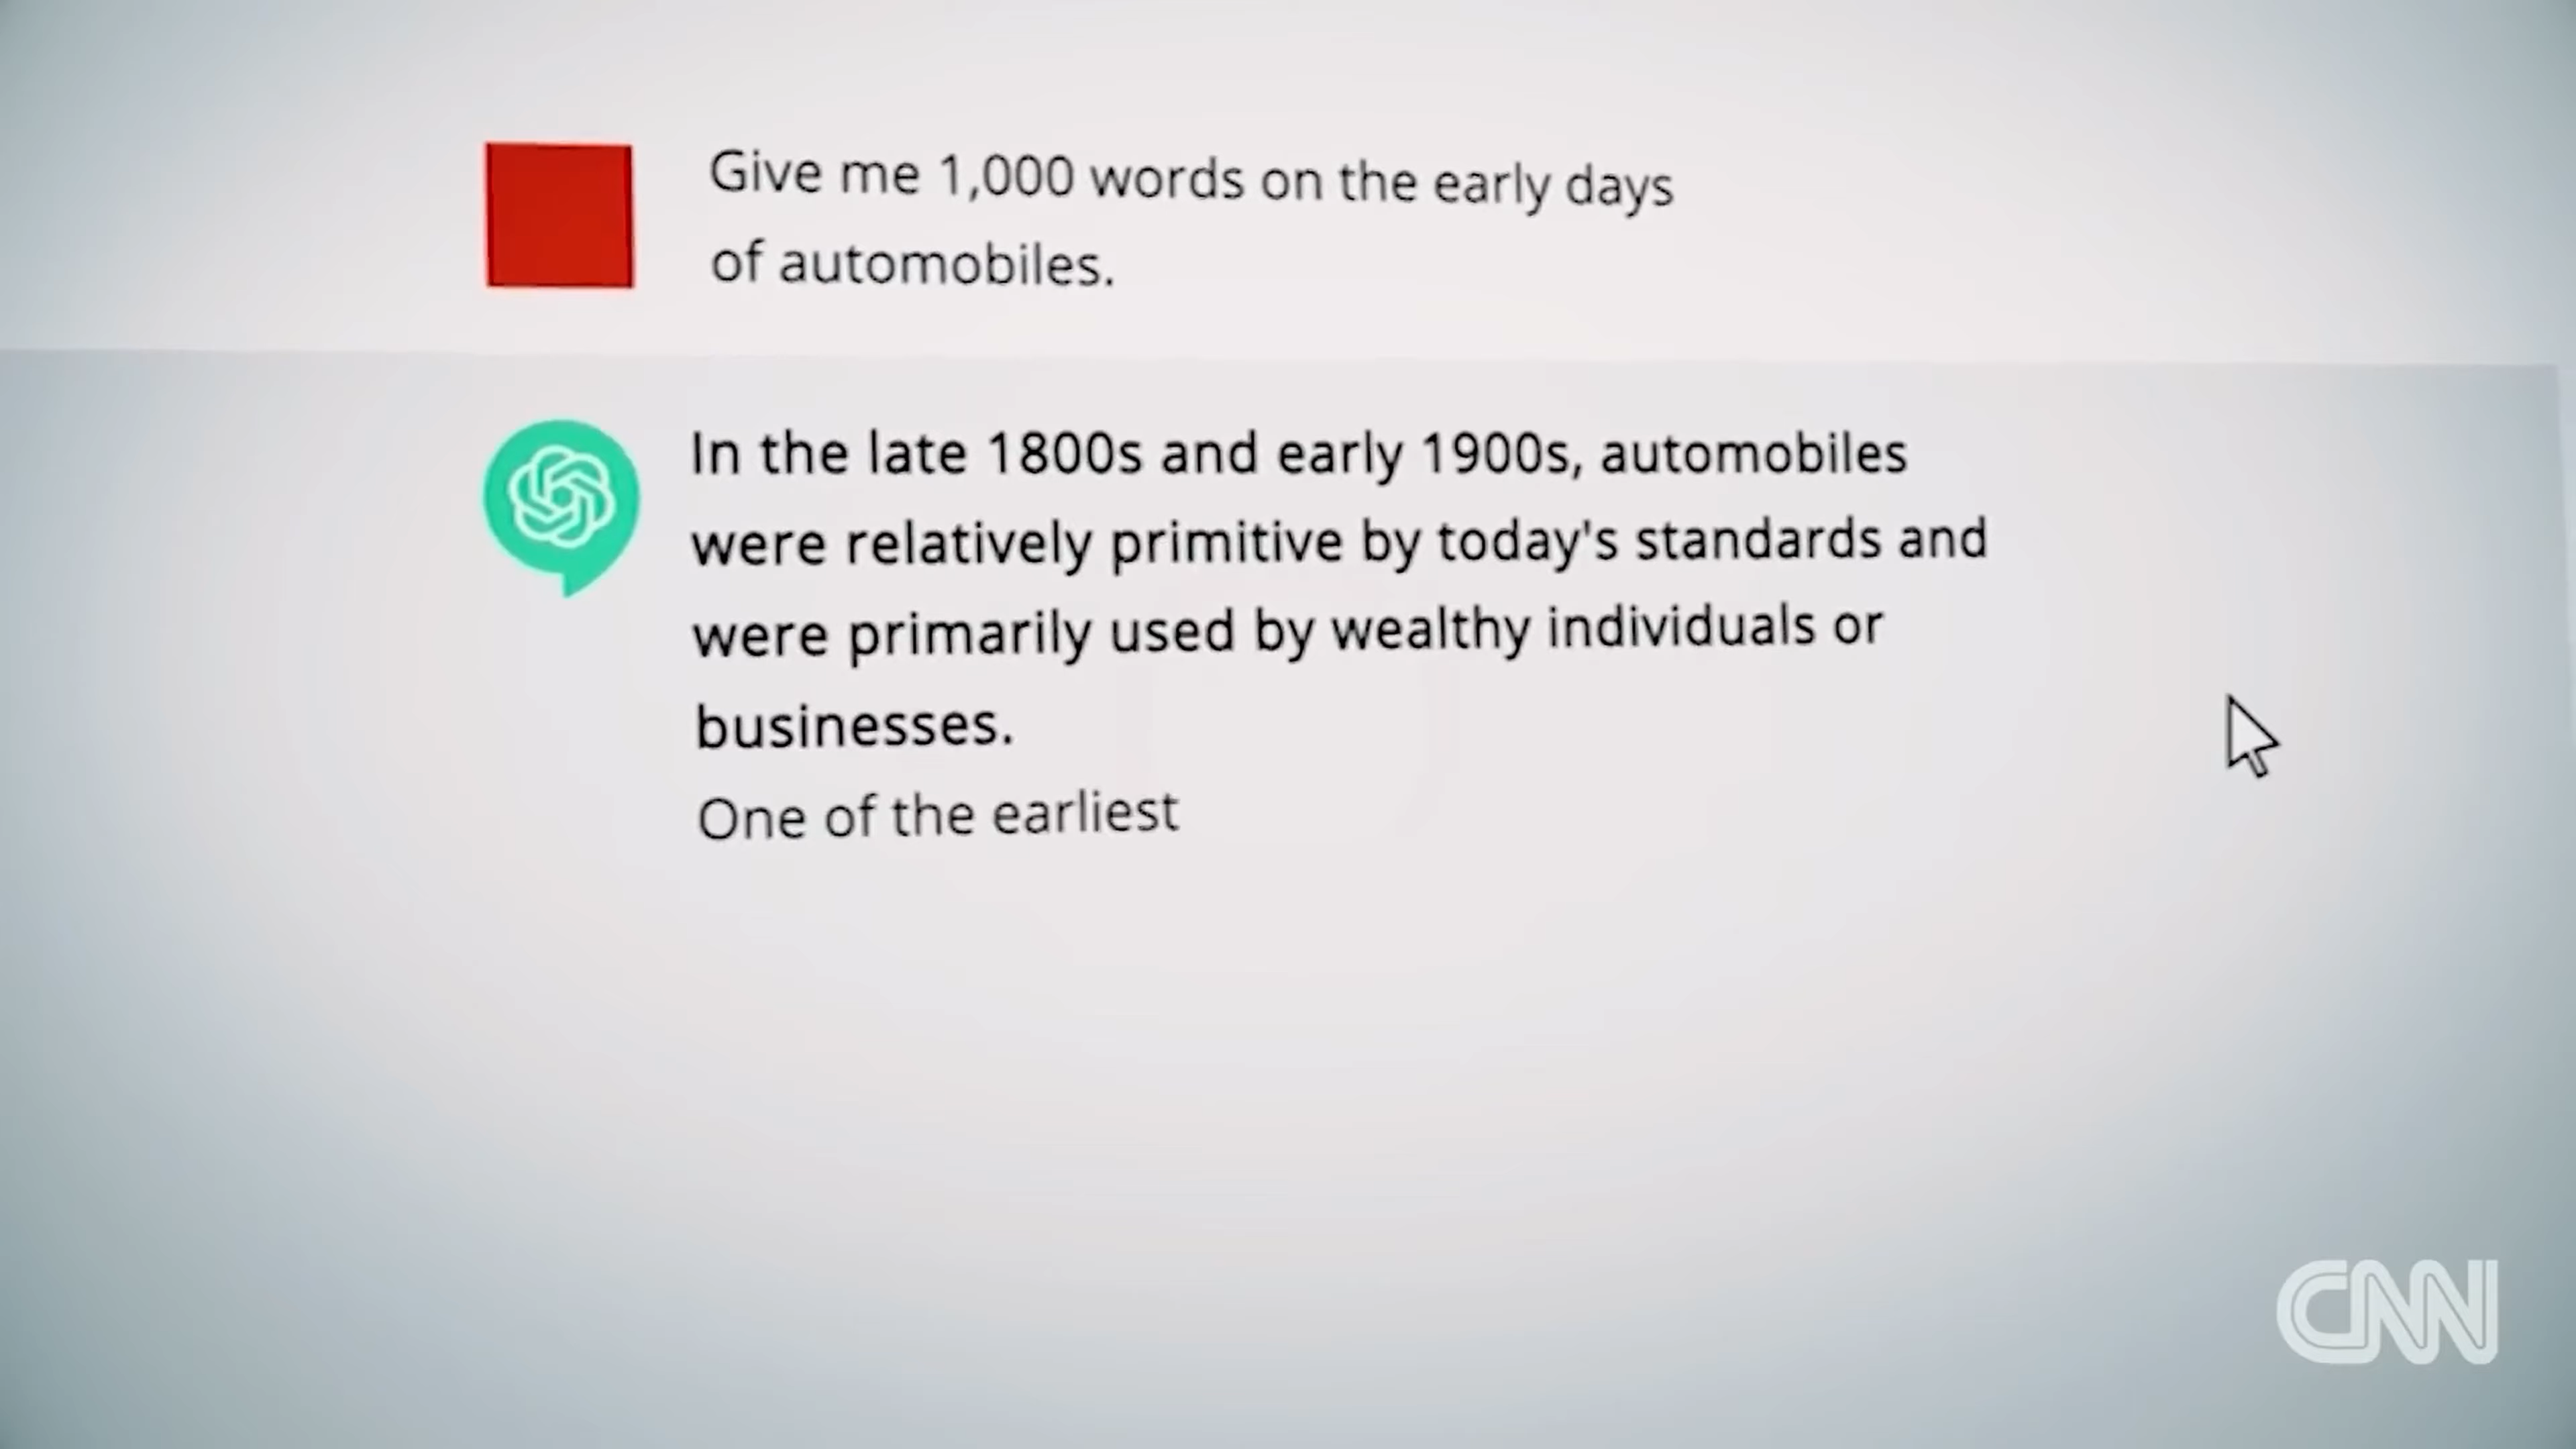 Give me 1,000 words on the early days
of automobiles.
In the late 1800s and early 1900s, automobiles
were relatively primitive by today's standards and
were primarily used by wealthy individuals or
businesses.
One of the earliest
CNN